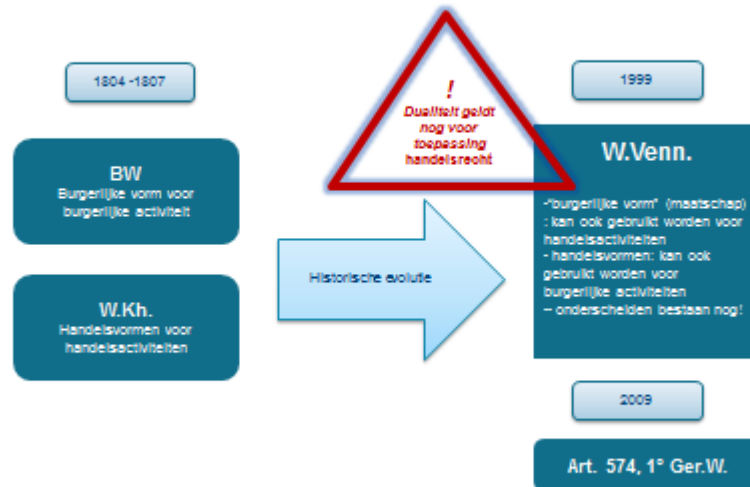 1804 -1807
BW
Burgerlijke vorm voor
burgerlijke activiteit
W.Kh.
Handelsvormen voor
handelsactiviteiten
Historische evolutie
!
Dualiteit geldt
nog voor
toepassing
handelsrecht
1999
W.Venn.
-"burgerlijke vorm" (maatschap)
: kan ook gebruikt worden voor
handelsactiviteiten
- handelsvormen: kan ook
gebruikt worden voor
burgerlijke activiteiten
– onderscheiden bestaan nog!
2009
Art. 574, 1° Ger.W.